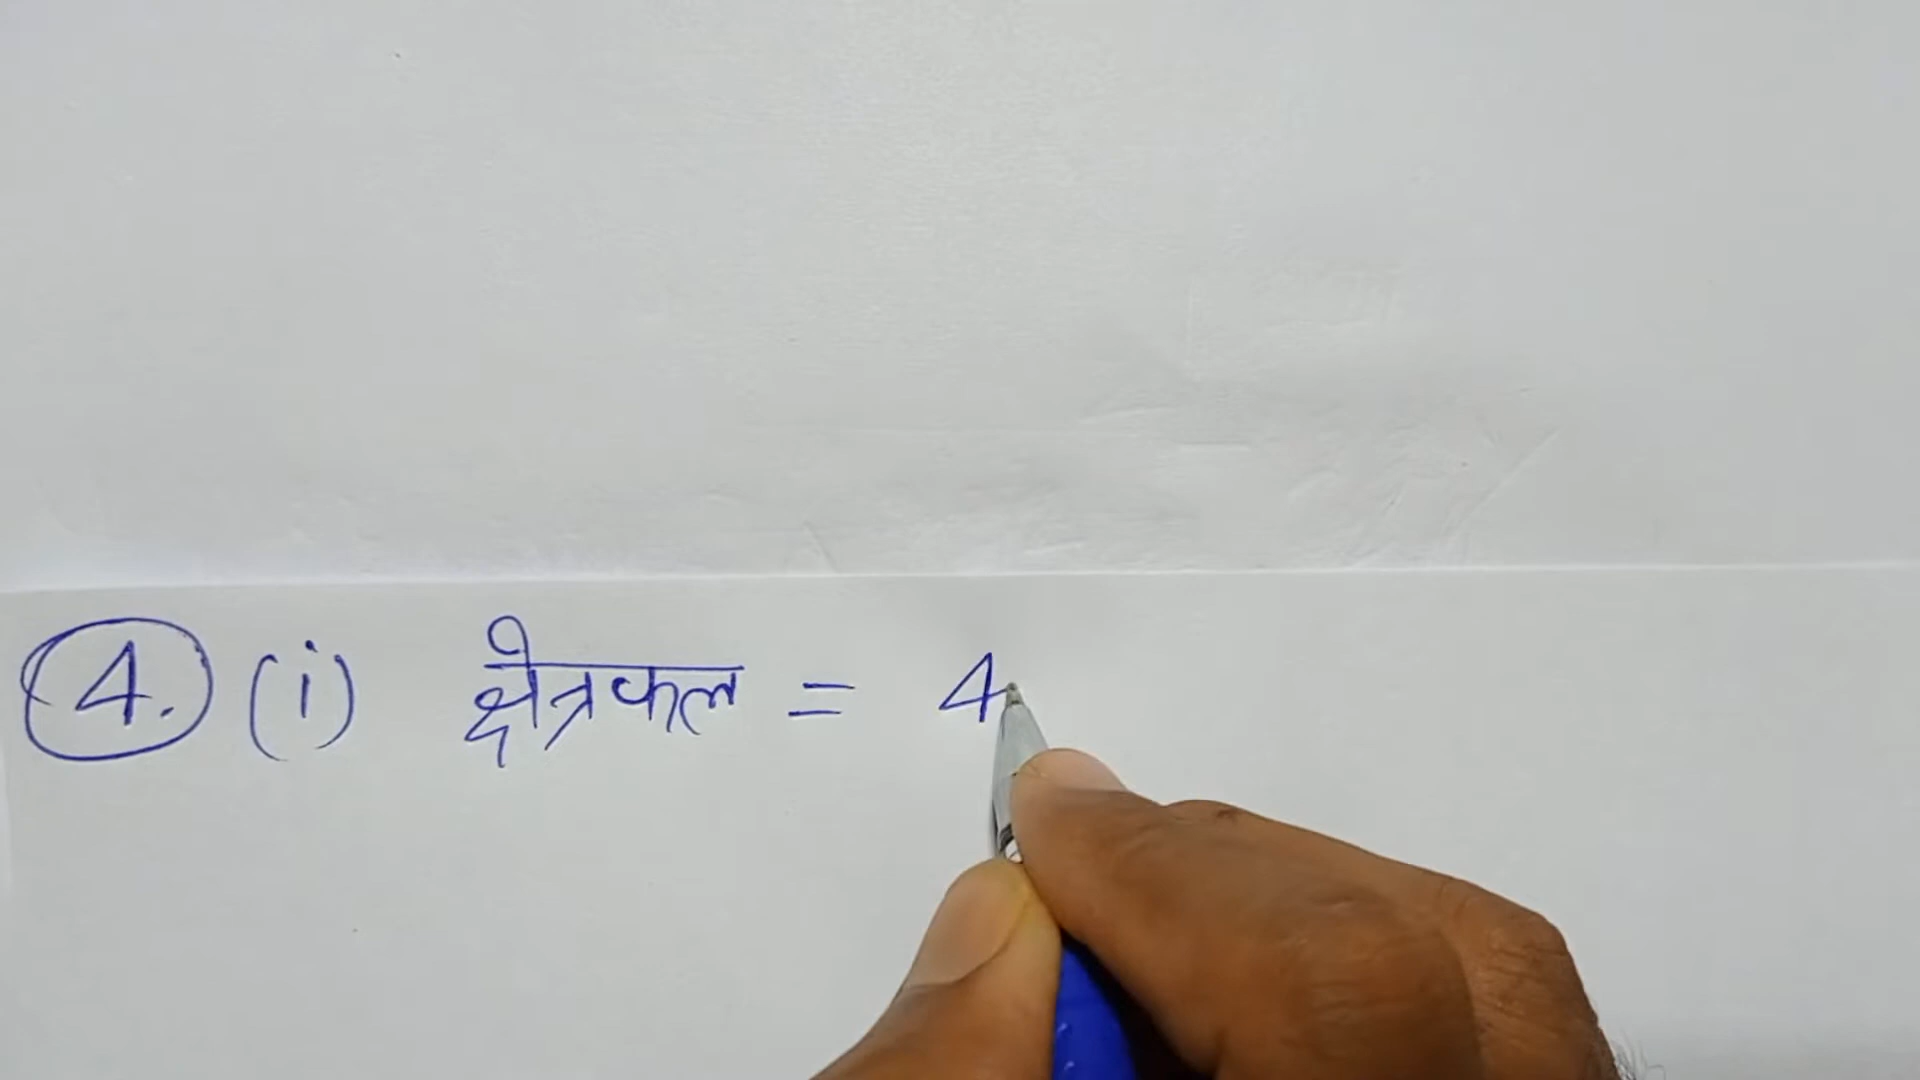 4. (i) क्षेत्रफल = 4